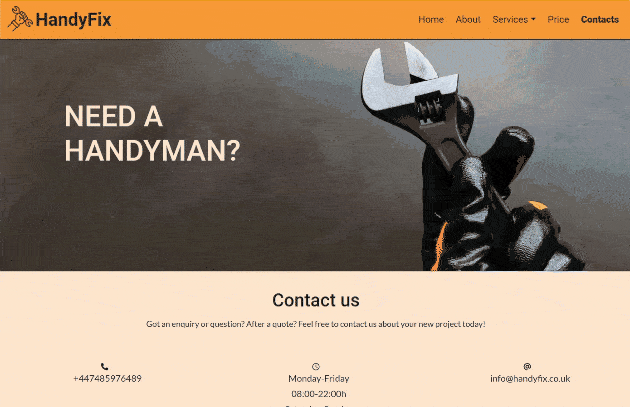 HandyFix
Home About Services Price Contacts
NEED A
HANDYMAN?
Contact us
Got an enquiry or question? After a quote? Feel free to contact us about your new project today!
+447485976489
Monday-Friday
08:00-22:00h
info@handyfix.co.uk